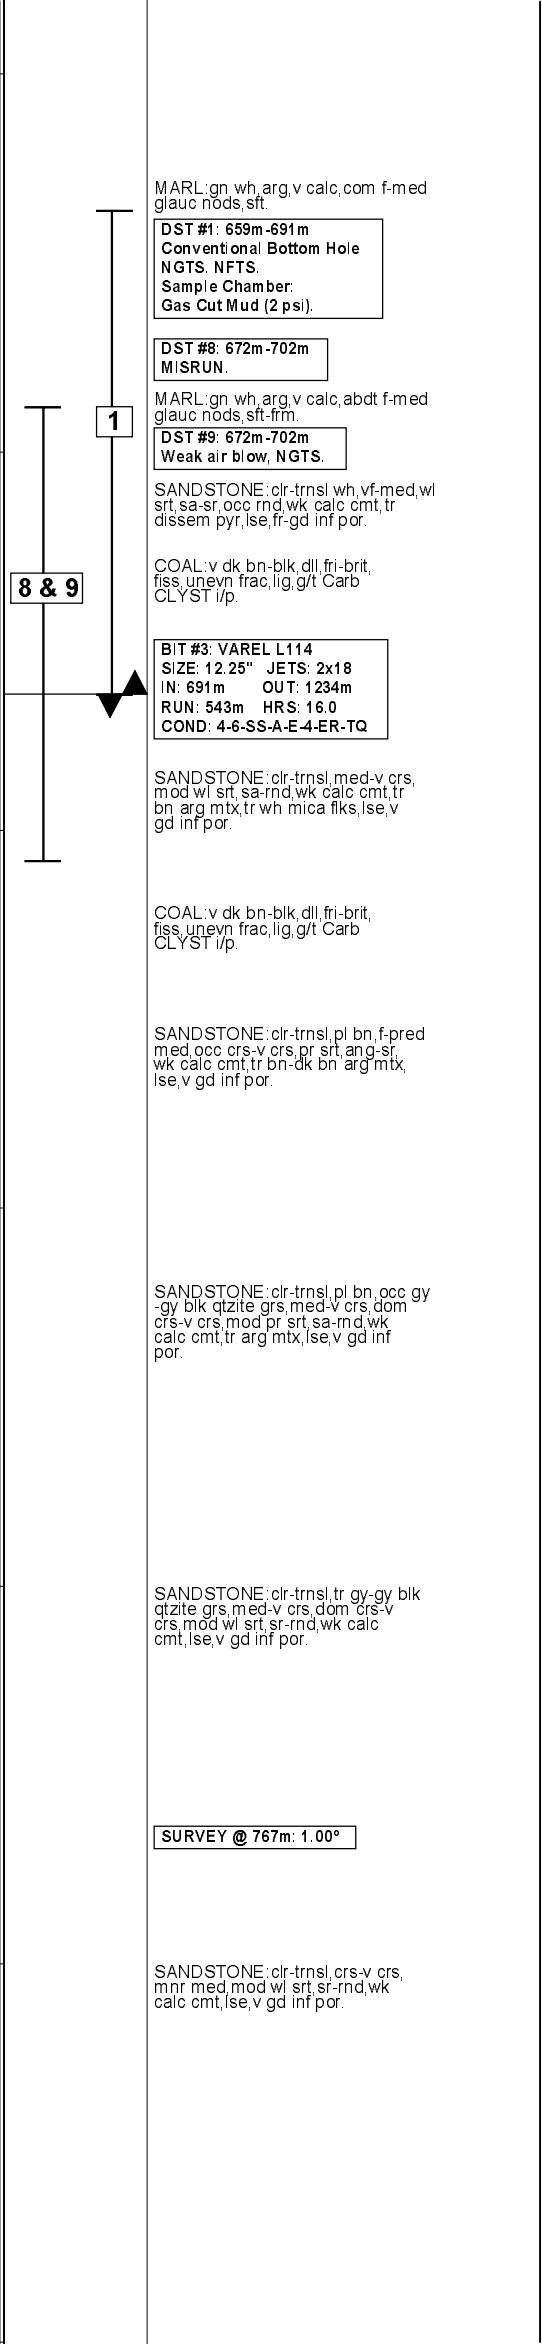 MARL:gn wh,arg,v calc,com f-med
glauc nods,sft.
DST #1: 659m-691m
Conventional Bottom Hole
NGTS. NFTS.
Sample Chamber:
Gas Cut Mud (2 psi).
DST #8: 672m-702m
MISRUN.
MARL:gn wh,arg,v calc,abdt f-med
glauc nods,sft-frm.
1
DST #9: 672m-702m
Weak air blow, NGTS.
SANDSTONE:clr-trnsl wh,vf-med,wl
srt,sa-sr,occ rnd,wk calc cmt,tr
dissem pyr,lse,fr-gd inf por.
COAL:v dk bn-blk,dll,fri-brit,
fiss,unevn frac,lig,g/t Carb
CLYST i/p.
8 & 9
BIT #3: VAREL L114
SIZE: 12.25" JETS: 2x18
IN: 691m OUT: 1234m
RUN: 543m HRS: 16.0
COND: 4-6-SS-A-E-4-ER-TQ
SANDSTONE:clr-trnsl,med-v crs,
mod wl srt,sa-rnd,wk calc cmt,tr
bn arg mtx,tr wh mica flks,lse,v
gd inf por.
COAL:v dk bn-blk,dll,fri-brit,
fiss,unevn frac,lig,g/t Carb
CLYST i/p.
SANDSTONE:clr-trnsl,pl bn,f-pred
med,occ crs-v crs,pr srt,ang-sr,
wk calc cmt,tr bn-dk bn arg mtx,
lse,v gd inf por.
SANDSTONE:clr-trnsl,pl bn,occ gy
-gy blk qtzite grs,med-v crs,dom
crs-v crs,mod pr srt,sa-rnd,wk
calc cmt,tr arg mtx,lse,v gd inf
por.
SANDSTONE:clr-trnsl,tr gy-gy blk
qtzite grs,med-v crs,dom crs-v
crs,mod wl srt,sr-rnd,wk calc
cmt,lse,v gd inf por.
SURVEY @ 767m: 1.00°
SANDSTONE:clr-trnsl,crs-v crs,
mnr med,mod wl srt,sr-rnd,wk
calc cmt,lse,v gd inf por.